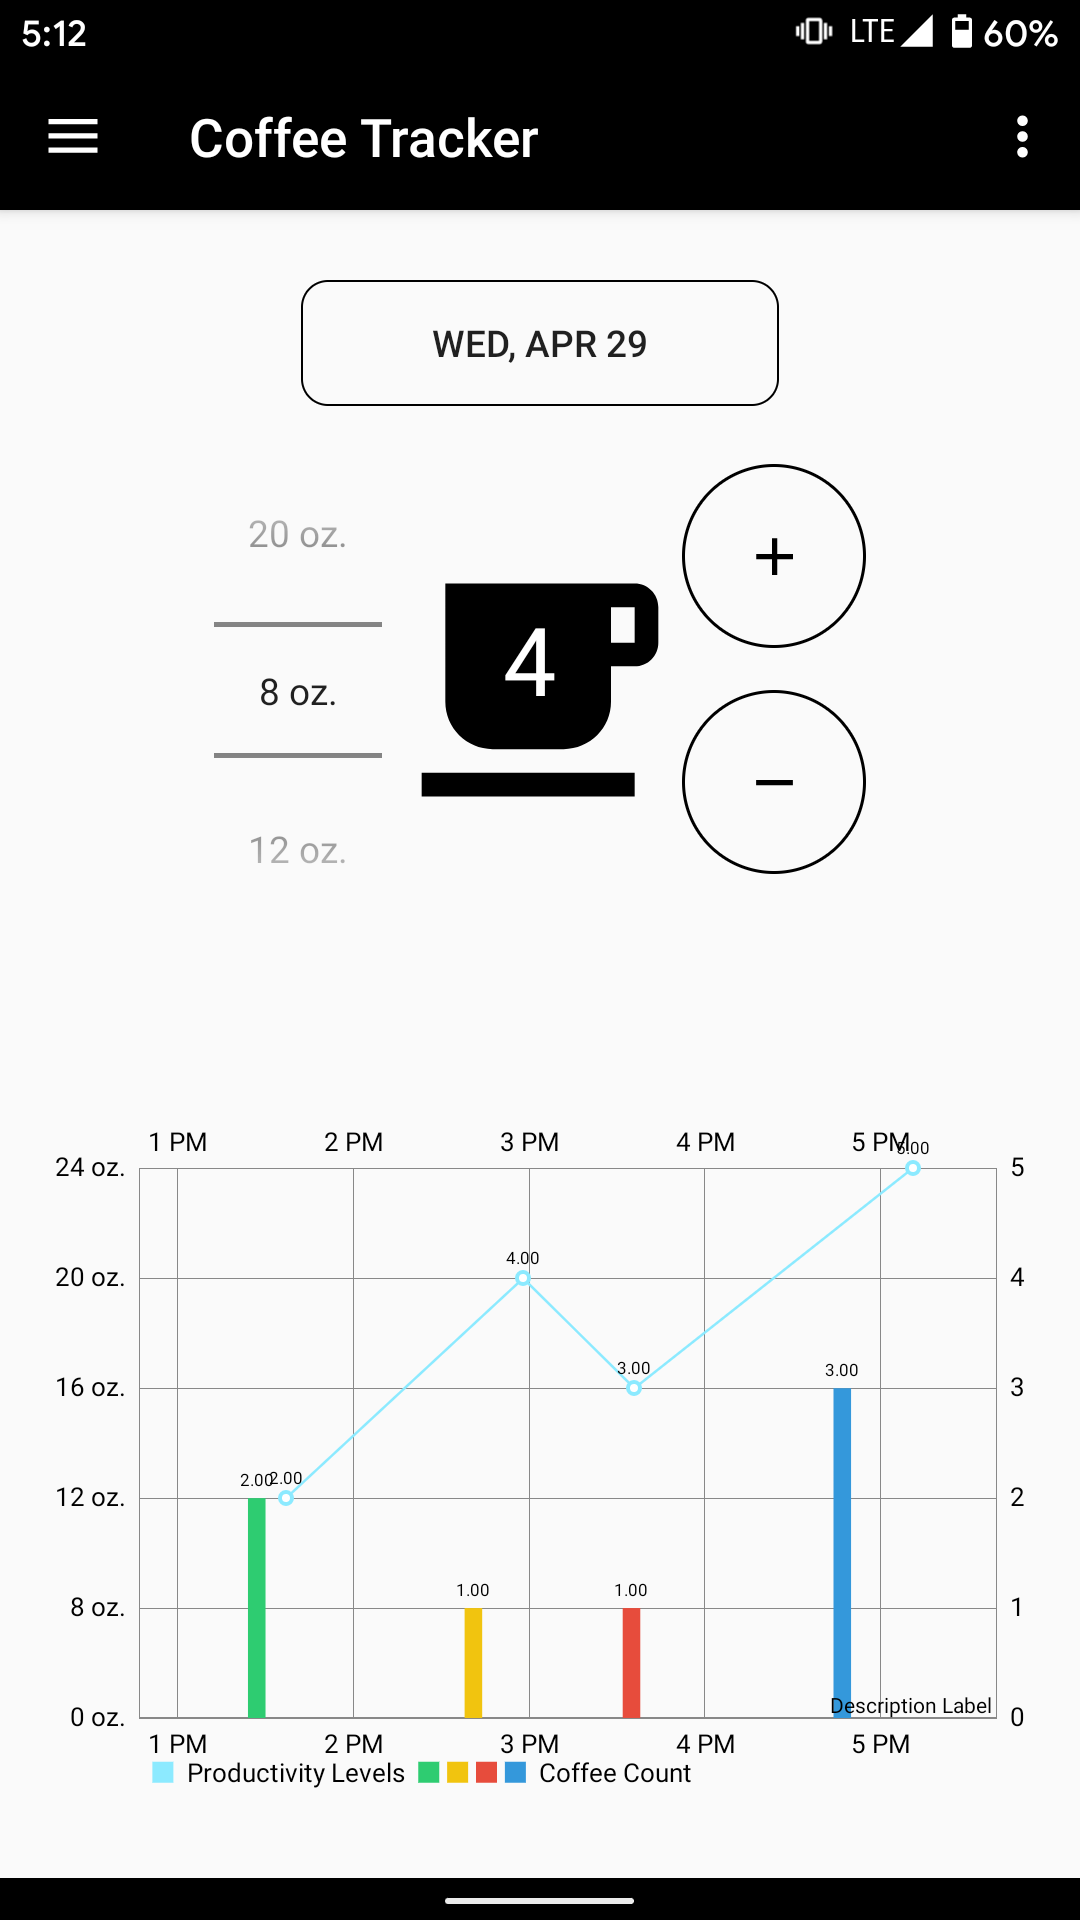 5:12 LTE 60%
Coffee Tracker
WED, APR 29
20 oz.
8 oz.
12 oz.
4
+
−
1 PM 2 PM 3 PM 4 PM 5 PM
24 oz. 5.00 5
20 oz. 4.00 4
16 oz. 3.00 3.00 3
12 oz. 2.00 2.00 2
8 oz. 1.00 1.00 1
0 oz. Description Label 0
1 PM 2 PM 3 PM 4 PM 5 PM
Productivity Levels Coffee Count